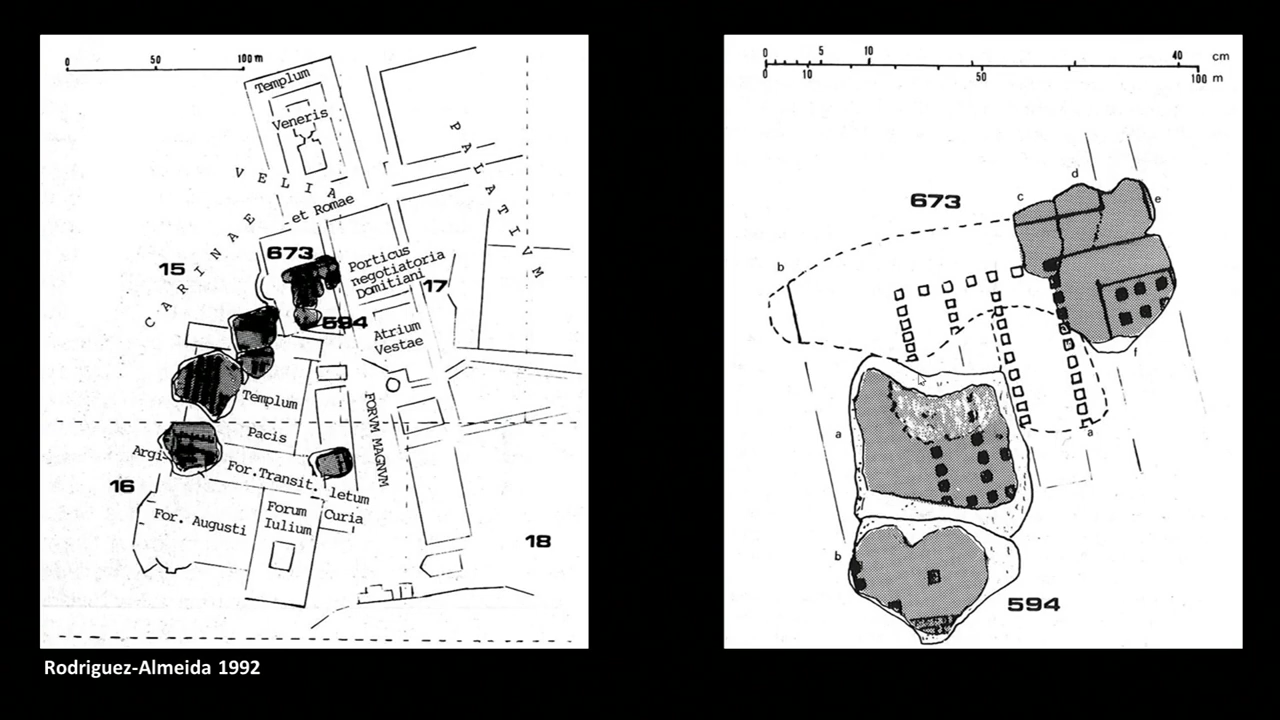 0 50 100 m
Templum
Veneris
VELIA
et Romae
PALATIVM
CARINAE
15
673
Porticus
negotiatoria
Domitiani
17
594
Atrium
Vestae
Templum
Pacis
FORVM MAGNVM
Argi
letum
For.Transit.
16
For. Augusti
Forum
Iulium
Curia
18
0 5 10 40 cm
0 10 50 100 m
673
c
d
e
b
a
a
b
594
Rodriguez-Almeida 1992